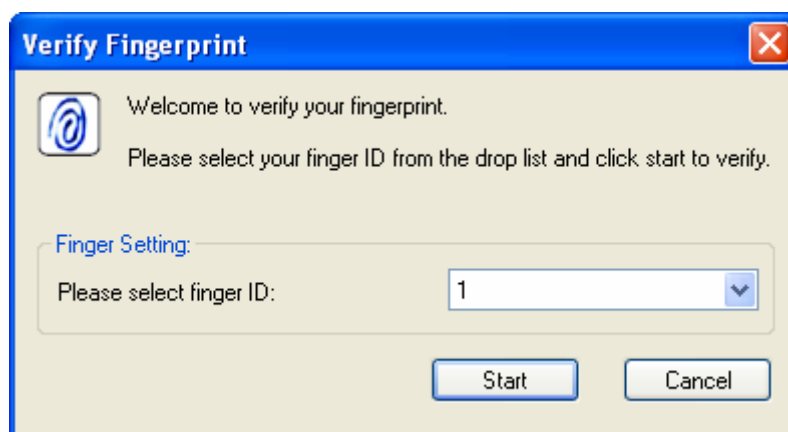 Verify Fingerprint
Welcome to verify your fingerprint.
Please select your finger ID from the drop list and click start to verify.
Finger Setting:
Please select finger ID: 1
Start Cancel